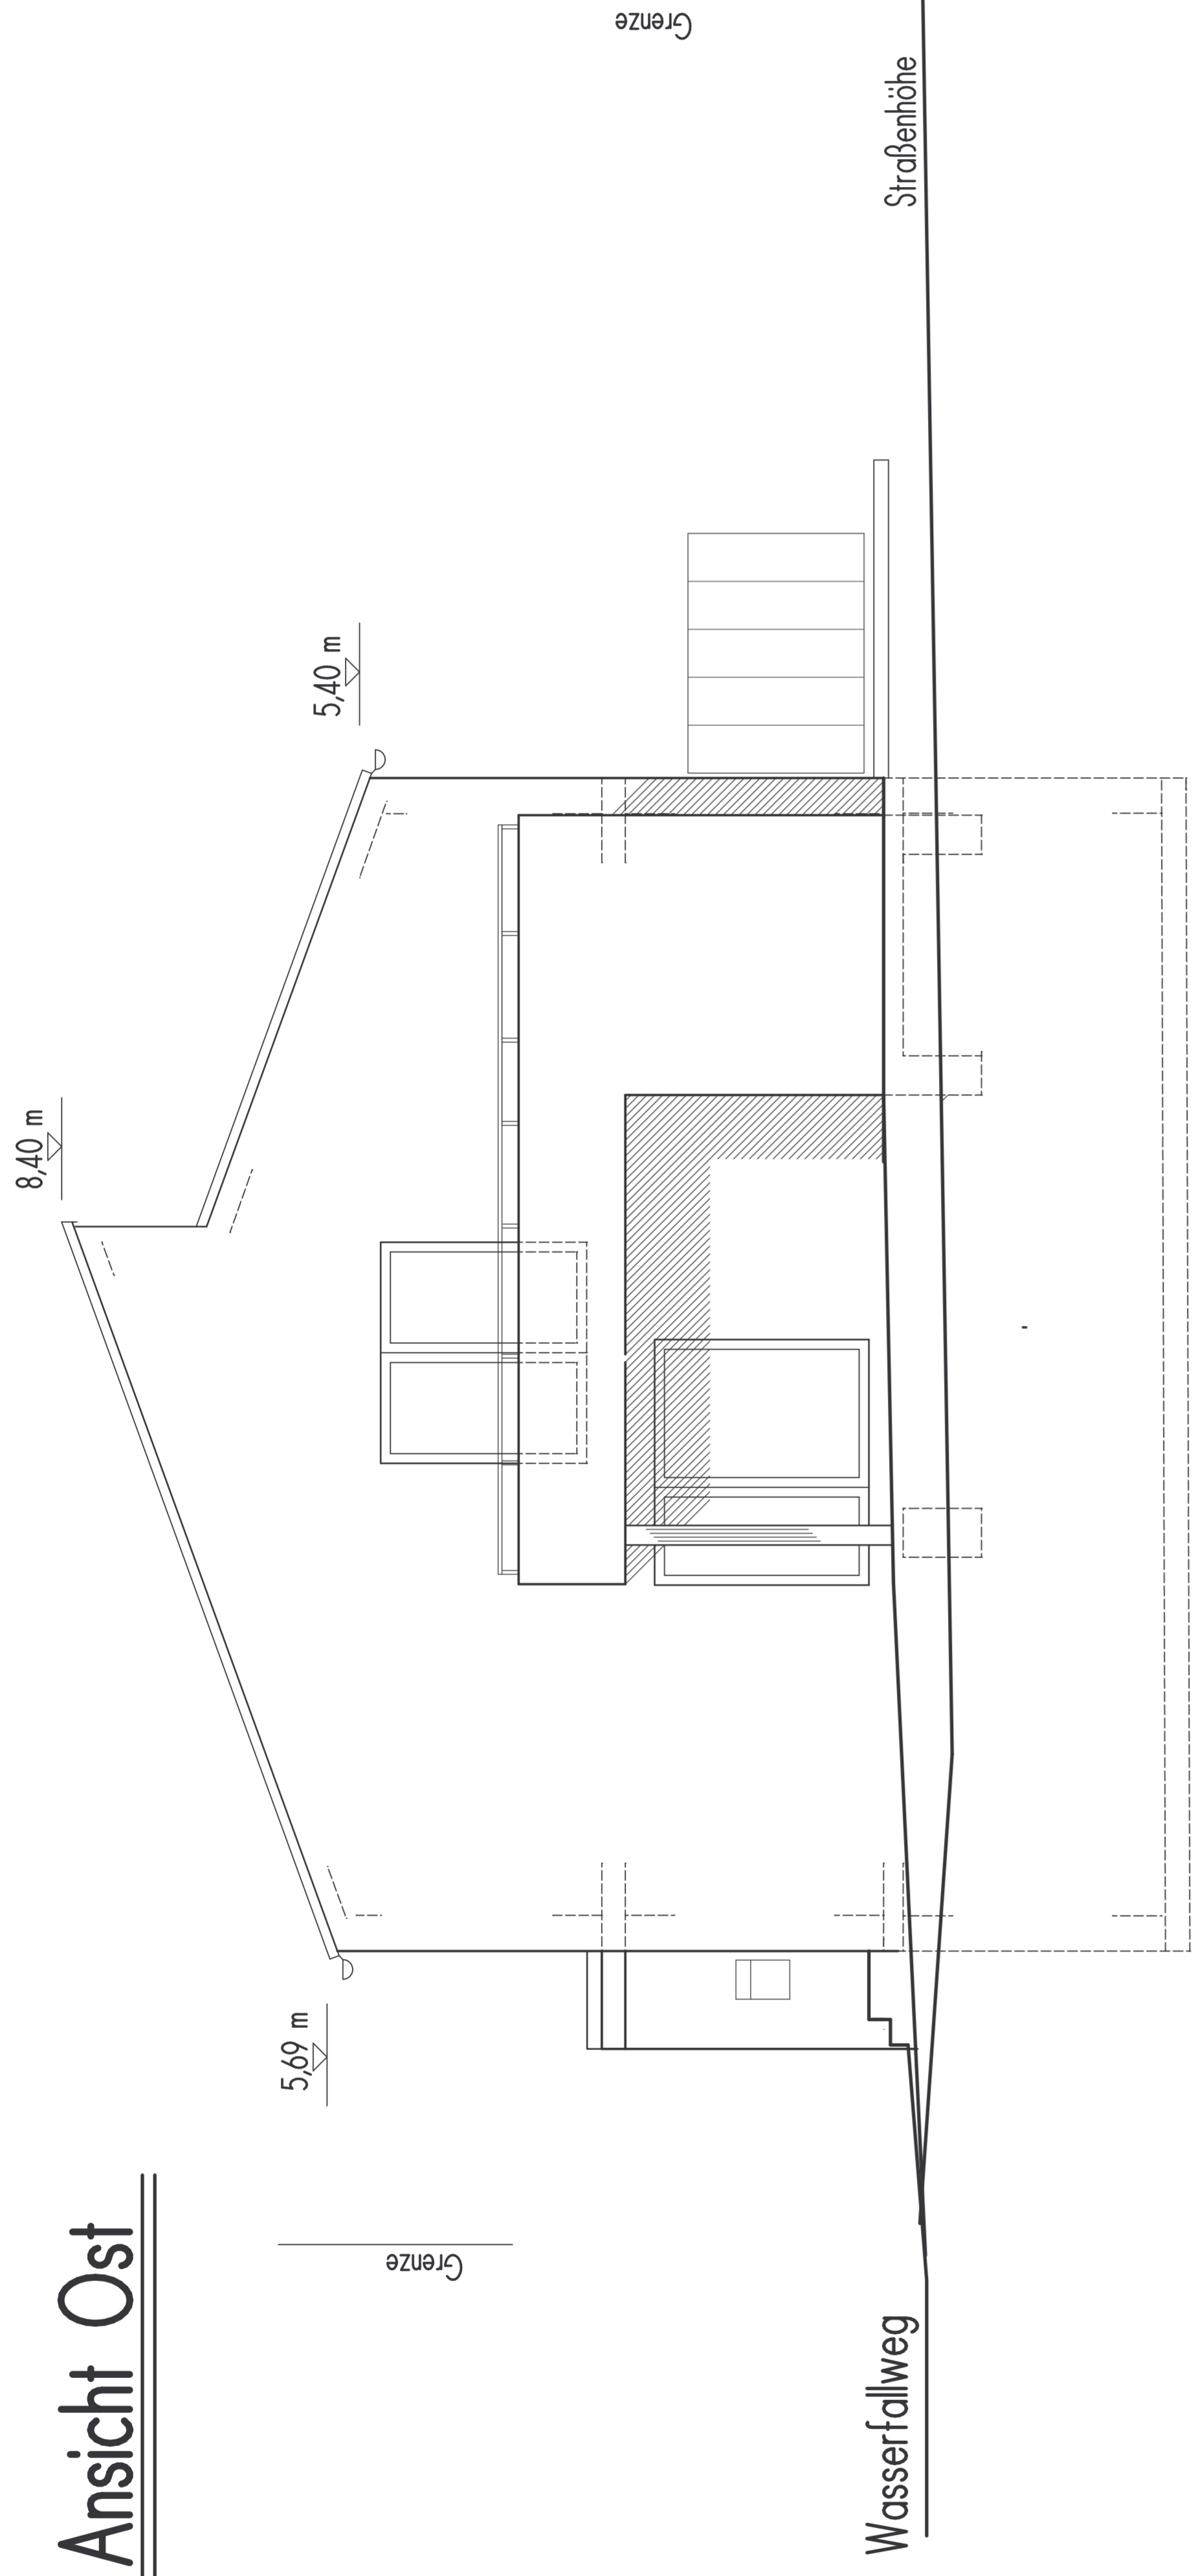 Ansicht Ost
8,40 m
5,69 m
5,40 m
Grenze
Grenze
Wasserfallweg
Straßenhöhe